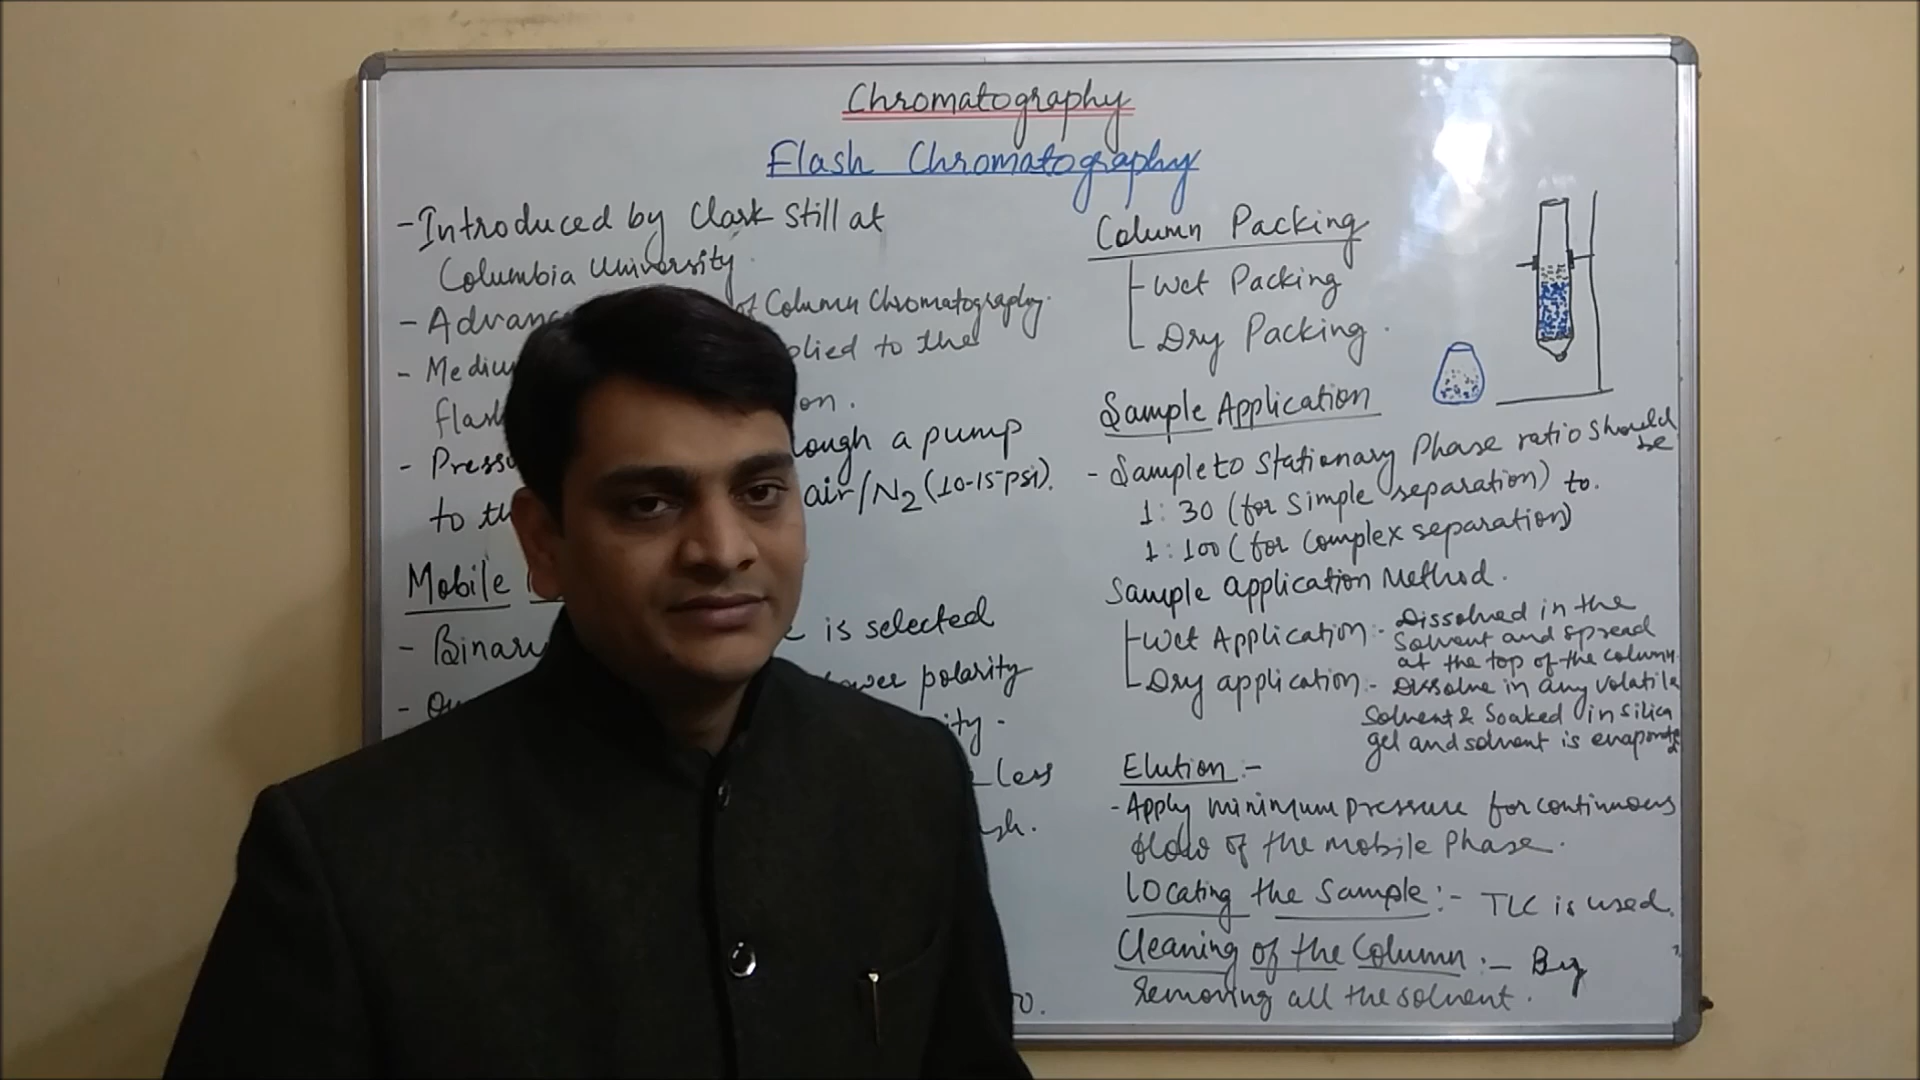 Chromatography
Flash Chromatography
- Introduced by Clark Still at
Columbia University
- Advanc of Column Chromatography.
- Mediu plied to the
flash on.
- Pressu ough a pump
to th air/N2 (10-15 psi).
Mobile
- Binary is selected
- On lower polarity
ity -
less
sh.
Column Packing
Wet Packing
Dry Packing.
Sample Application
- Sample to Stationary Phase ratio should be
1:30 (for simple separation) to.
1:100 (for complex separation)
Sample application Method.
Wet Application :- Dissolved in the
Solvent and spread
at the top of the column.
Dry application :- Dissolve in any volatile
Solvent & Soaked in silica
gel and solvent is evaporated
Elution :-
- Apply minimum pressure for continuous
flow of the mobile Phase.
Locating the Sample :- TLC is used.
Cleaning of the Column :- By
removing all the solvent.